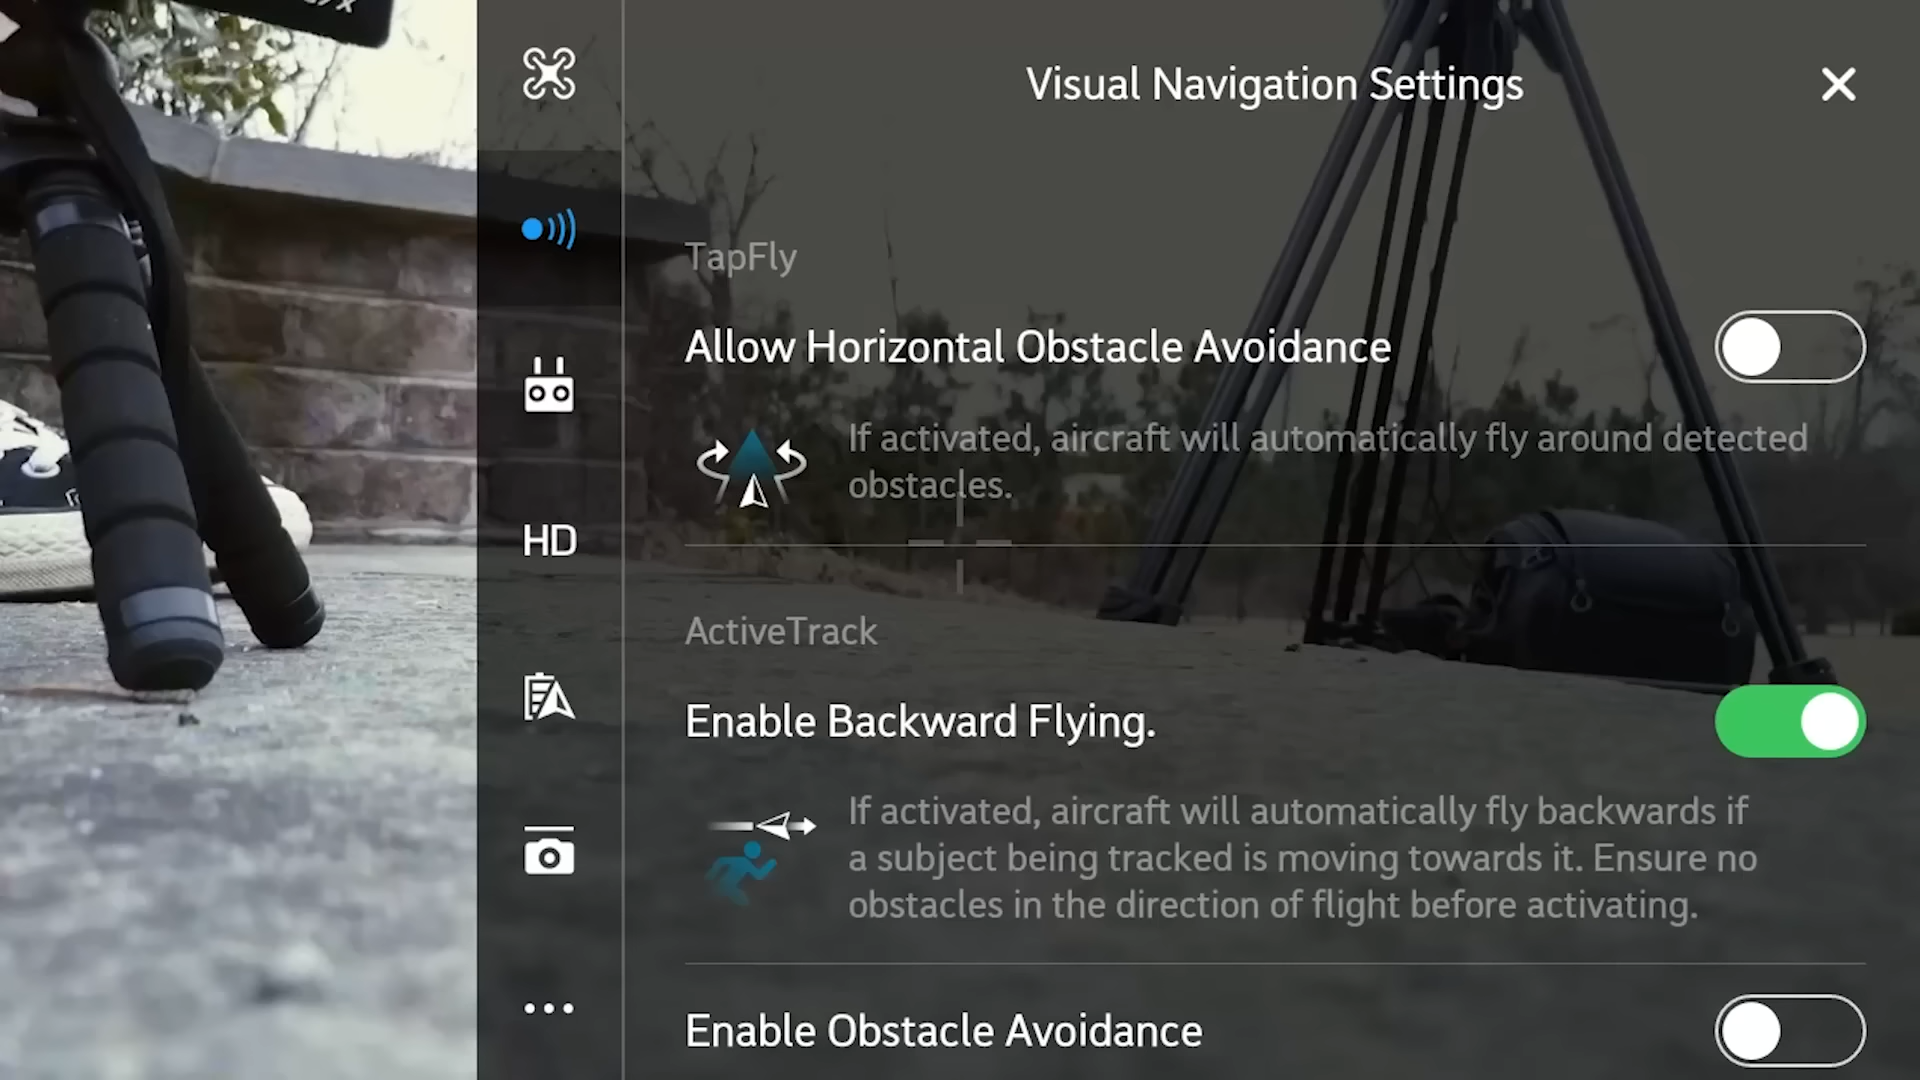 Visual Navigation Settings
TapFly
Allow Horizontal Obstacle Avoidance
If activated, aircraft will automatically fly around detected
obstacles.
HD
ActiveTrack
Enable Backward Flying.
If activated, aircraft will automatically fly backwards if
a subject being tracked is moving towards it. Ensure no
obstacles in the direction of flight before activating.
Enable Obstacle Avoidance